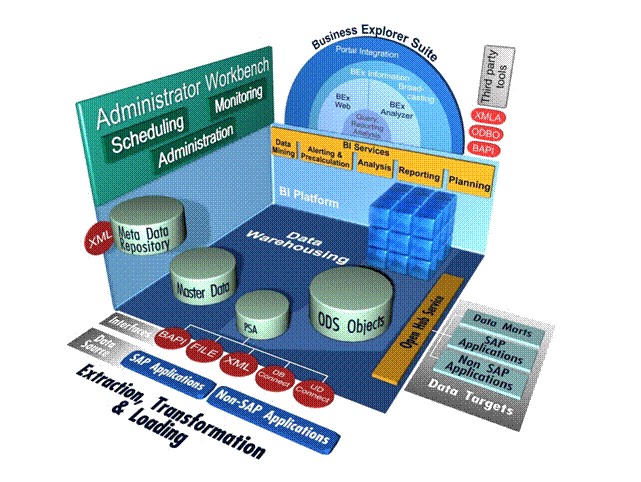 Business Explorer Suite
Portal Integration
BEx Information
Broad-
casting
BEx
Web
BEx
Analyzer
Query
Reporting
Analysis
Third party
tools
XMLA
ODBO
BAPI
Administrator Workbench
Scheduling
Monitoring
Administration
BI Services
Data
Mining
Alerting &
Precalculation
Analysis
Reporting
Planning
BI Platform
Data
Warehousing
XML
Meta Data
Repository
Master Data
PSA
ODS Objects
Open Hub Service
Data Marts
SAP
Applications
Non SAP
Applications
Data Targets
Interfaces
BAPI
FILE
XML
DB
Connect
UD
Connect
Data
Source
SAP Applications
Non-SAP Applications
Extraction, Transformation
& Loading